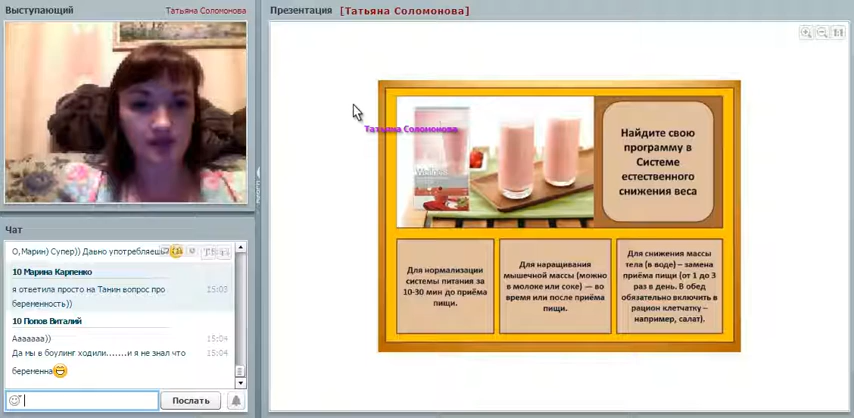 Выступающий
Татьяна Соломонова
Чат
О, Марин) Супер)) Давно употребляешь
10 Марина Карпенко
я ответила просто на Танин вопрос про
15:03
беременность))
10 Попов Виталий
Ааааааа))
15:04
Да мы в боулинг ходили.......и я не знал что
15:04
беременна
Послать
Презентация
[Татьяна Соломонова]
Татьяна Соломонова
Wellness
Найдите свою
программу в
Системе
естественного
снижения веса
Для нормализации
системы питания за
10-30 мин до приёма
пищи.
Для наращивания
мышечной массы (можно
в молоке или соке) — во
время или после приёма
пищи.
Для снижения массы
тела (в воде) – замена
приёма пищи (от 1 до 3
раз в день. В обед
обязательно включить в
рацион клетчатку –
например, салат).